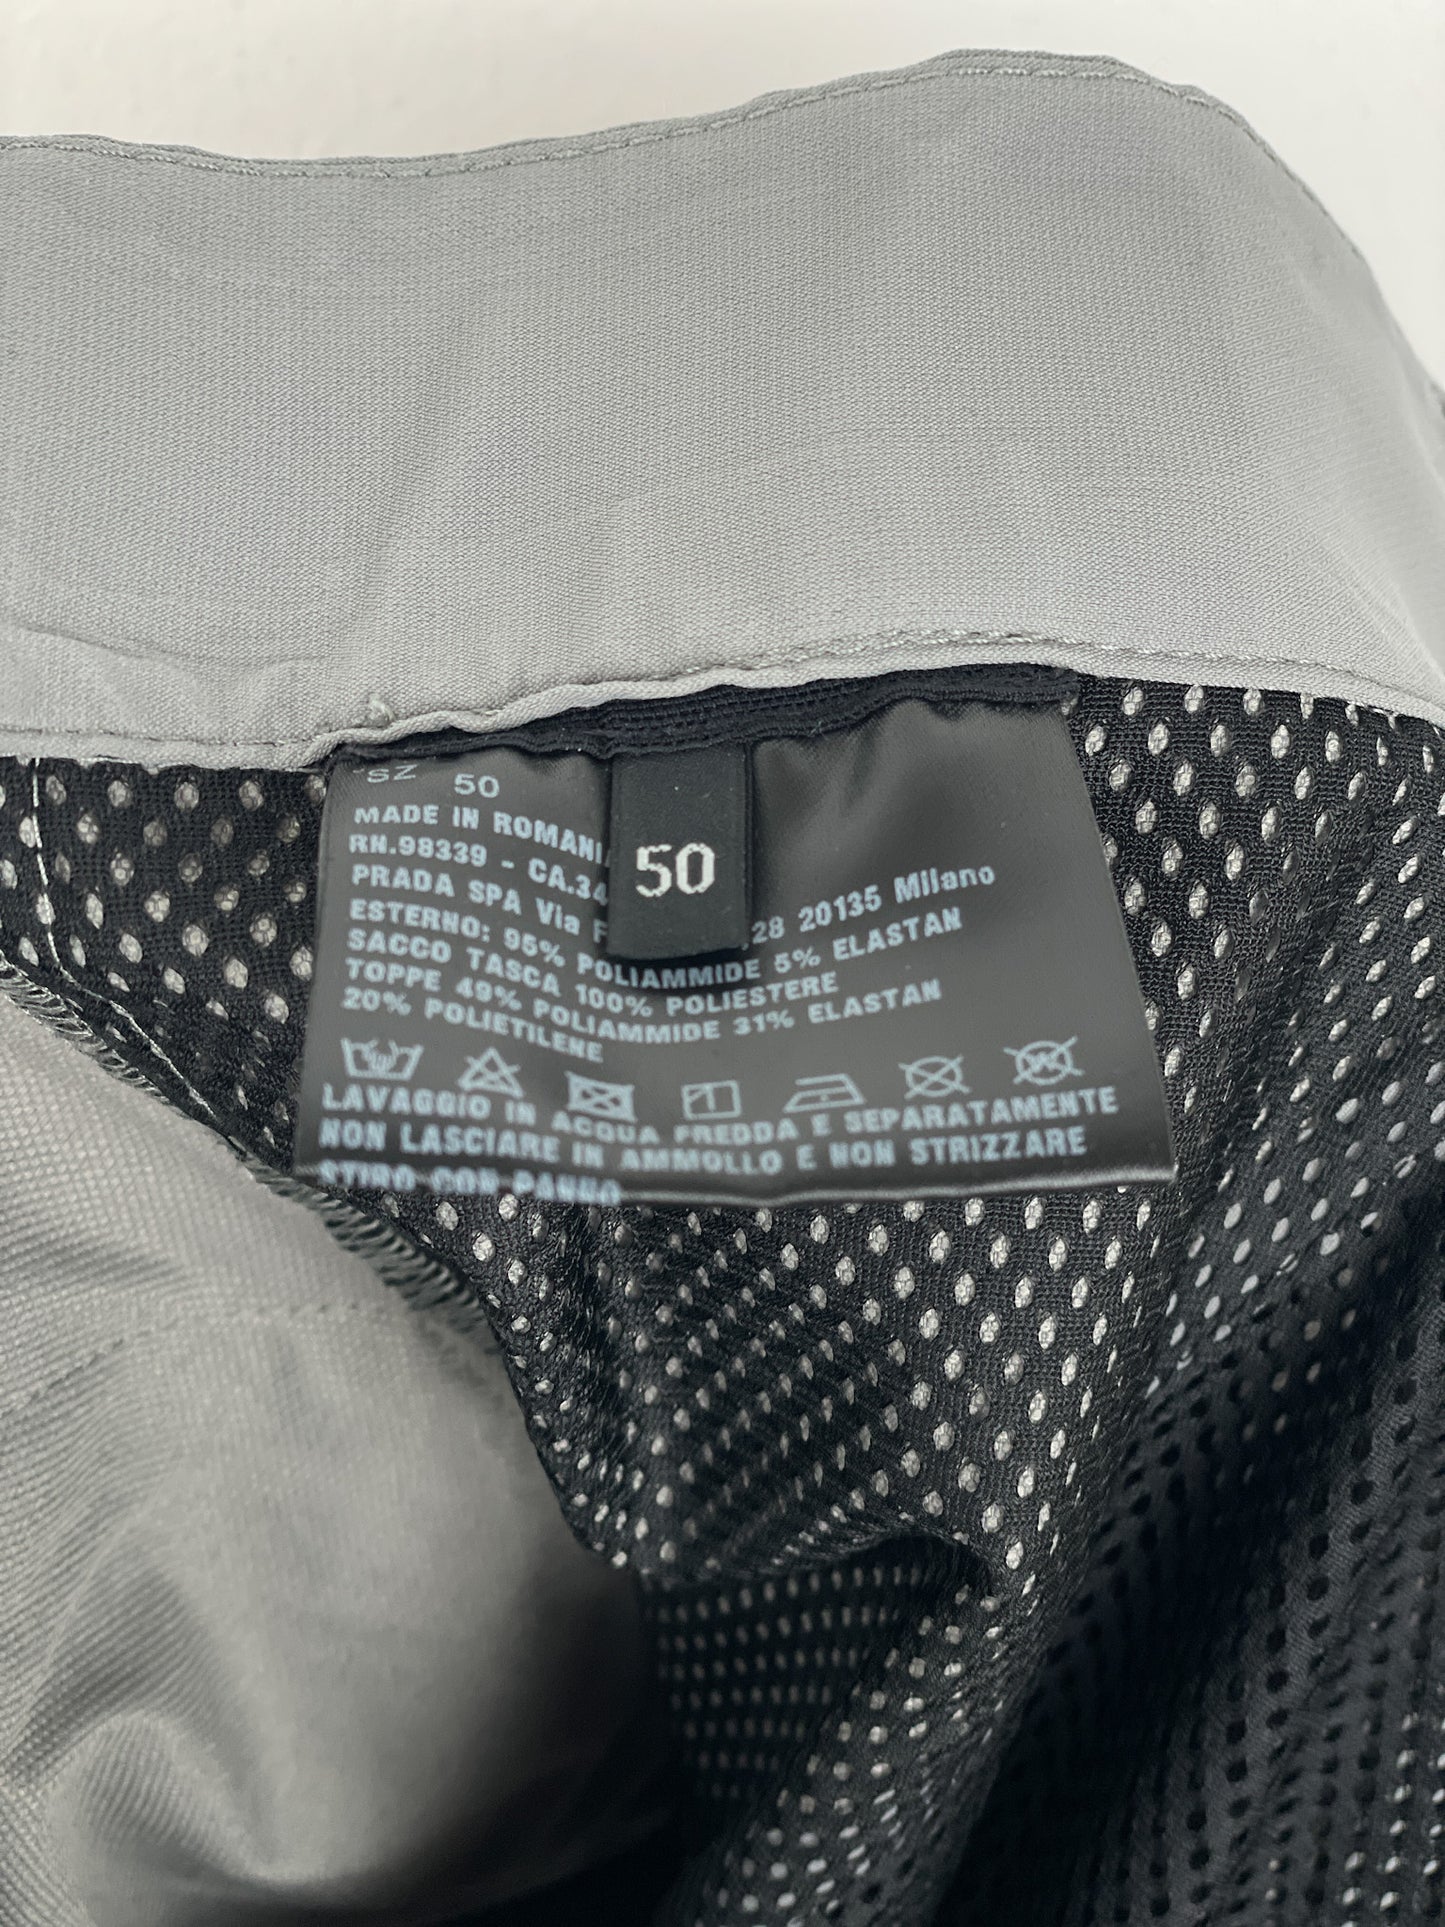 SZ 50
MADE IN ROMANI
RN.98339 - CA.34
PRADA SPA Via F 28 20135 Milano
ESTERNO: 95% POLIAMMIDE 5% ELASTAN
SACCO TASCA 100% POLIESTERE
TOPPE 49% POLIAMMIDE 31% ELASTAN
20% POLIETILENE
LAVAGGIO IN ACQUA FREDDA E SEPARATAMENTE
NON LASCIARE IN AMMOLLO E NON STRIZZARE
STIRO CON PANNO
50